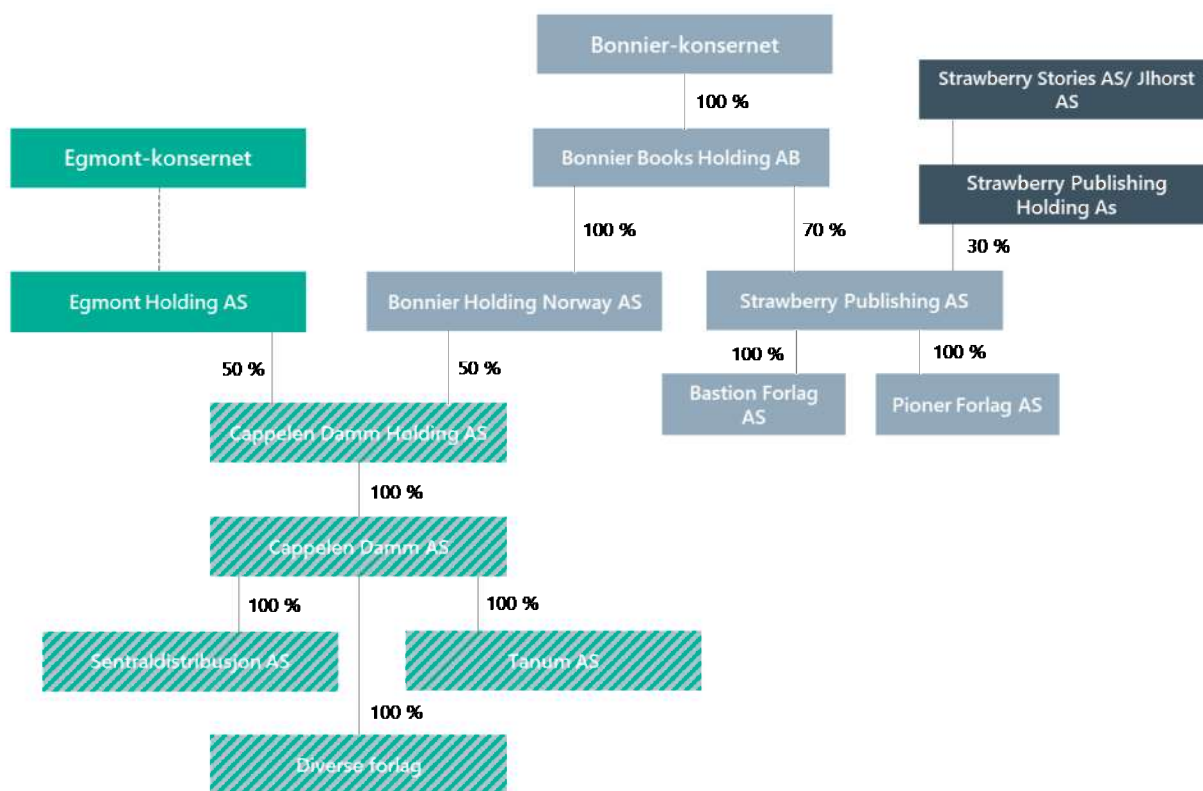 Bonnier-konsernet
Strawberry Stories AS/ Jlhorst
AS
100 %
Egmont-konsernet
Bonnier Books Holding AB
Strawberry Publishing
Holding As
100 %
70 %
30 %
Egmont Holding AS
Bonnier Holding Norway AS
Strawberry Publishing AS
50 %
50 %
100 %
100 %
Bastion Forlag
AS
Pioner Forlag AS
Cappelen Damm Holding AS
100 %
Cappelen Damm AS
100 %
100 %
Sentraldistribusjon AS
Tanum AS
100 %
Diverse forlag